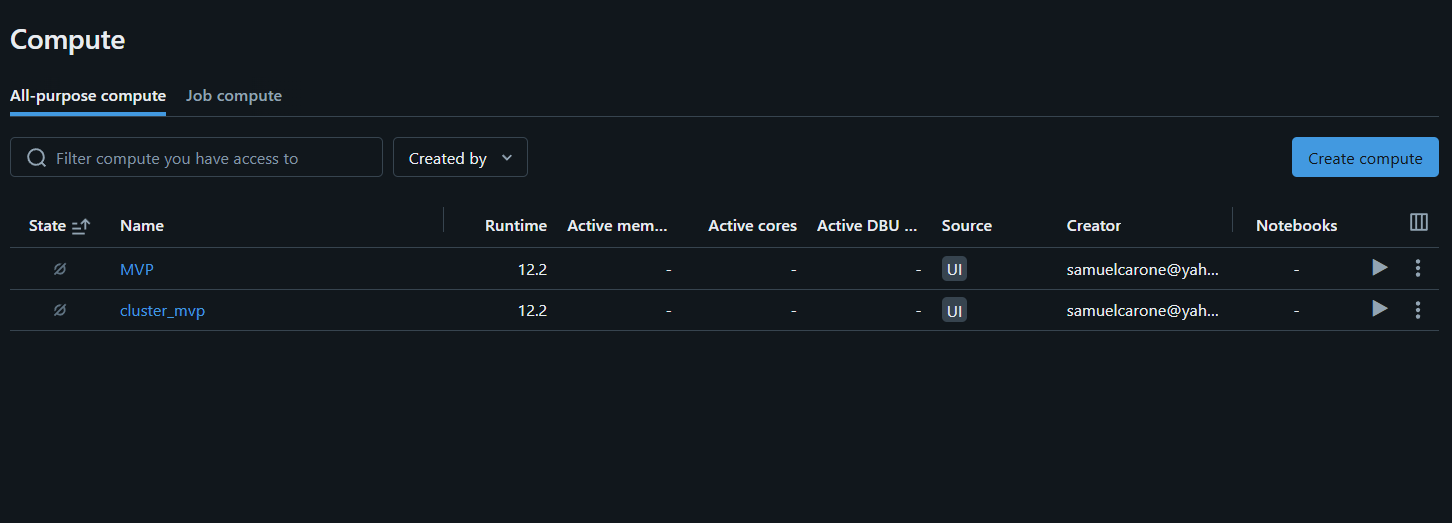 Compute
All-purpose compute Job compute
Filter compute you have access to Created by Create compute
State Name Runtime Active mem... Active cores Active DBU ... Source Creator Notebooks
MVP 12.2 - - - UI samuelcarone@yah... -
cluster_mvp 12.2 - - - UI samuelcarone@yah... -